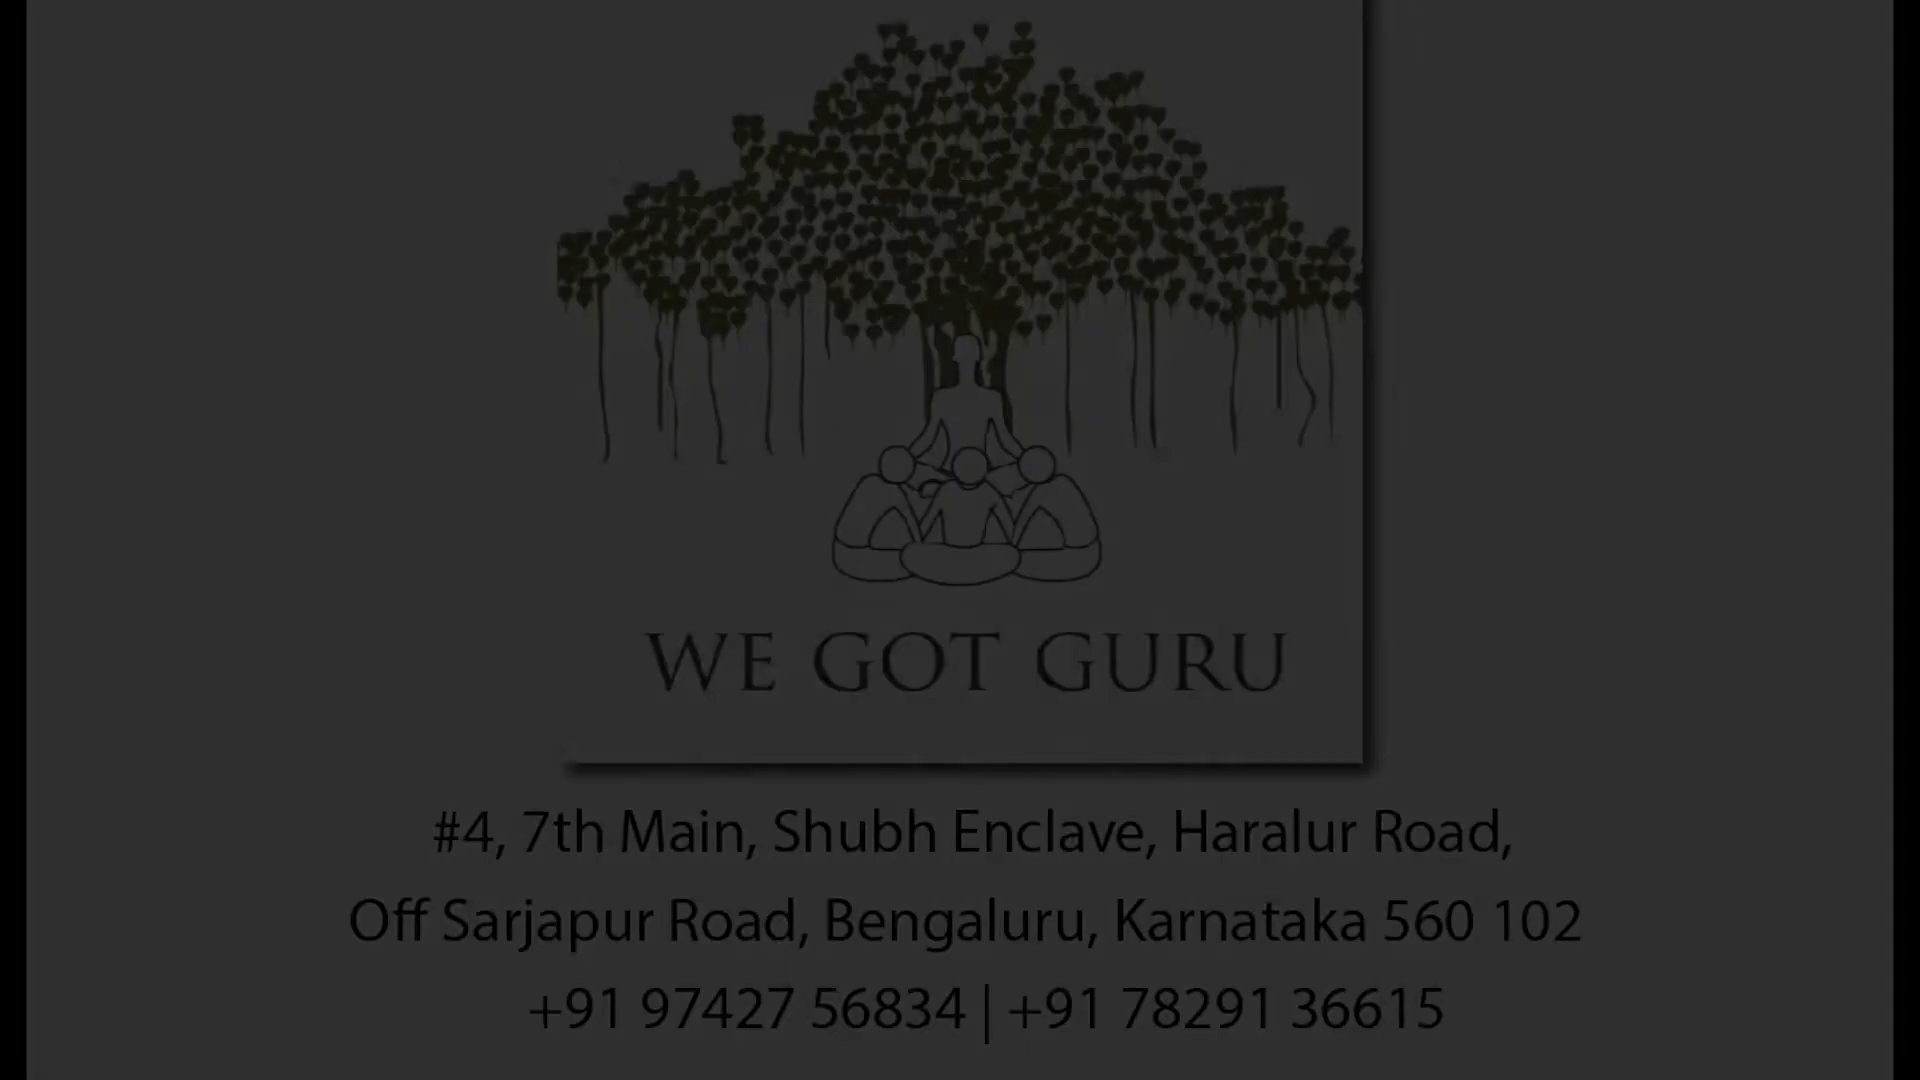 WE GOT GURU
#4, 7th Main, Shubh Enclave, Haralur Road,
Off Sarjapur Road, Bengaluru, Karnataka 560 102
+91 97427 56834 | +91 78291 36615